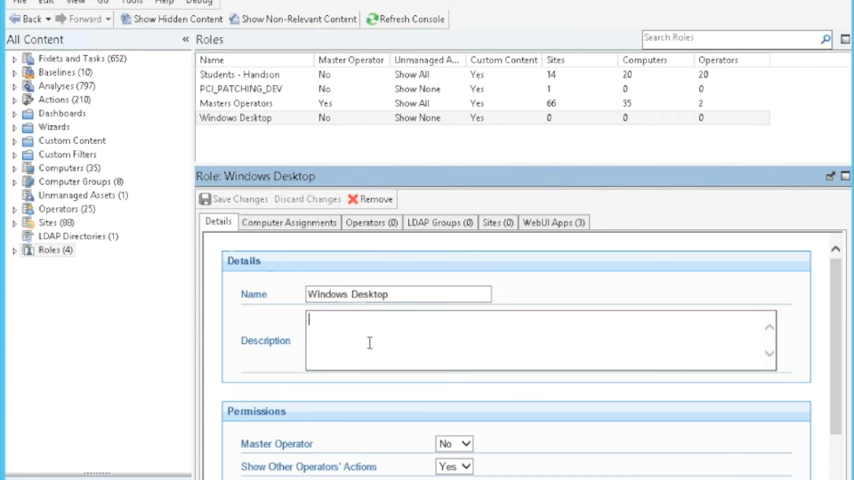 File Edit View Go Tools Help Debug
Back Forward Show Hidden Content Show Non-Relevant Content Refresh Console
All Content «
Fixlets and Tasks (652)
Baselines (10)
Analyses (797)
Actions (210)
Dashboards
Wizards
Custom Content
Custom Filters
Computers (35)
Computer Groups (8)
Unmanaged Assets (1)
Operators (25)
Sites (88)
LDAP Directories (1)
Roles (4)
Roles Search Roles
Name Master Operator Unmanaged A... Custom Content Sites Computers Operators
Students - Handson No Show All Yes 14 20 20
PCI_PATCHING_DEV No Show None Yes 1 0 0
Masters Operators Yes Show All Yes 66 35 2
Windows Desktop No Show None Yes 0 0 0
Role: Windows Desktop
Save Changes Discard Changes Remove
Details Computer Assignments Operators (0) LDAP Groups (0) Sites (0) WebUI Apps (3)
Details
Name Windows Desktop
Description
Permissions
Master Operator No
Show Other Operators' Actions Yes